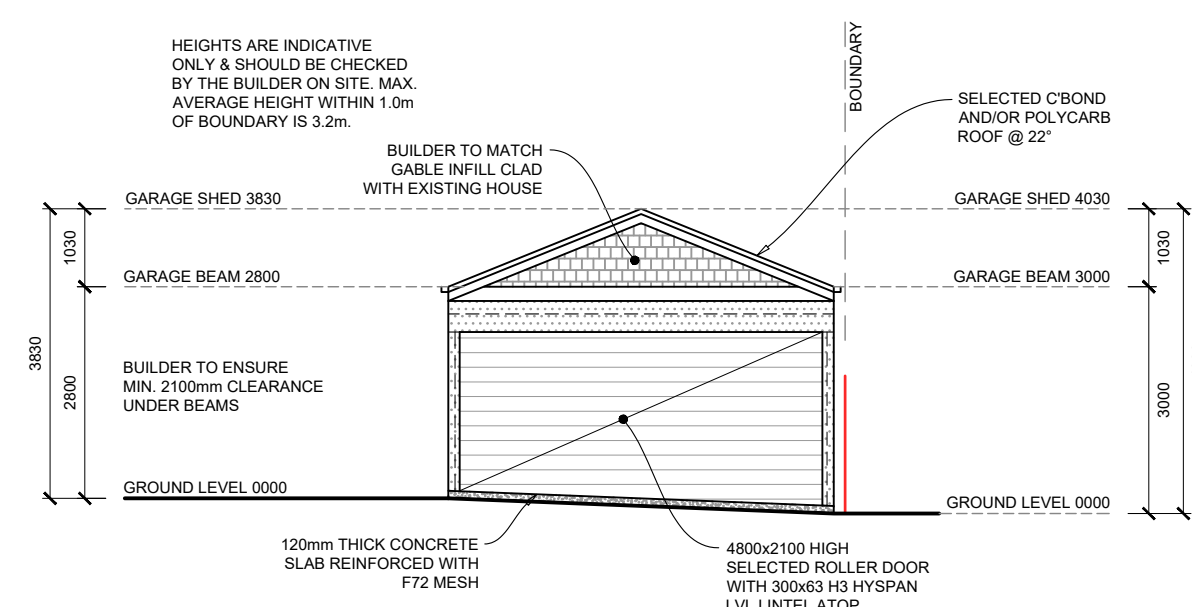 HEIGHTS ARE INDICATIVE
ONLY & SHOULD BE CHECKED
BY THE BUILDER ON SITE. MAX.
AVERAGE HEIGHT WITHIN 1.0m
OF BOUNDARY IS 3.2m.
BOUNDARY
SELECTED C'BOND
AND/OR POLYCARB
ROOF @ 22°
BUILDER TO MATCH
GABLE INFILL CLAD
WITH EXISTING HOUSE
GARAGE SHED 3830
GARAGE SHED 4030
1030
1030
GARAGE BEAM 2800
GARAGE BEAM 3000
3830
2800
BUILDER TO ENSURE
MIN. 2100mm CLEARANCE
UNDER BEAMS
3000
GROUND LEVEL 0000
GROUND LEVEL 0000
120mm THICK CONCRETE
SLAB REINFORCED WITH
F72 MESH
4800x2100 HIGH
SELECTED ROLLER DOOR
WITH 300x63 H3 HYSPAN
LVL LINTEL ATOP